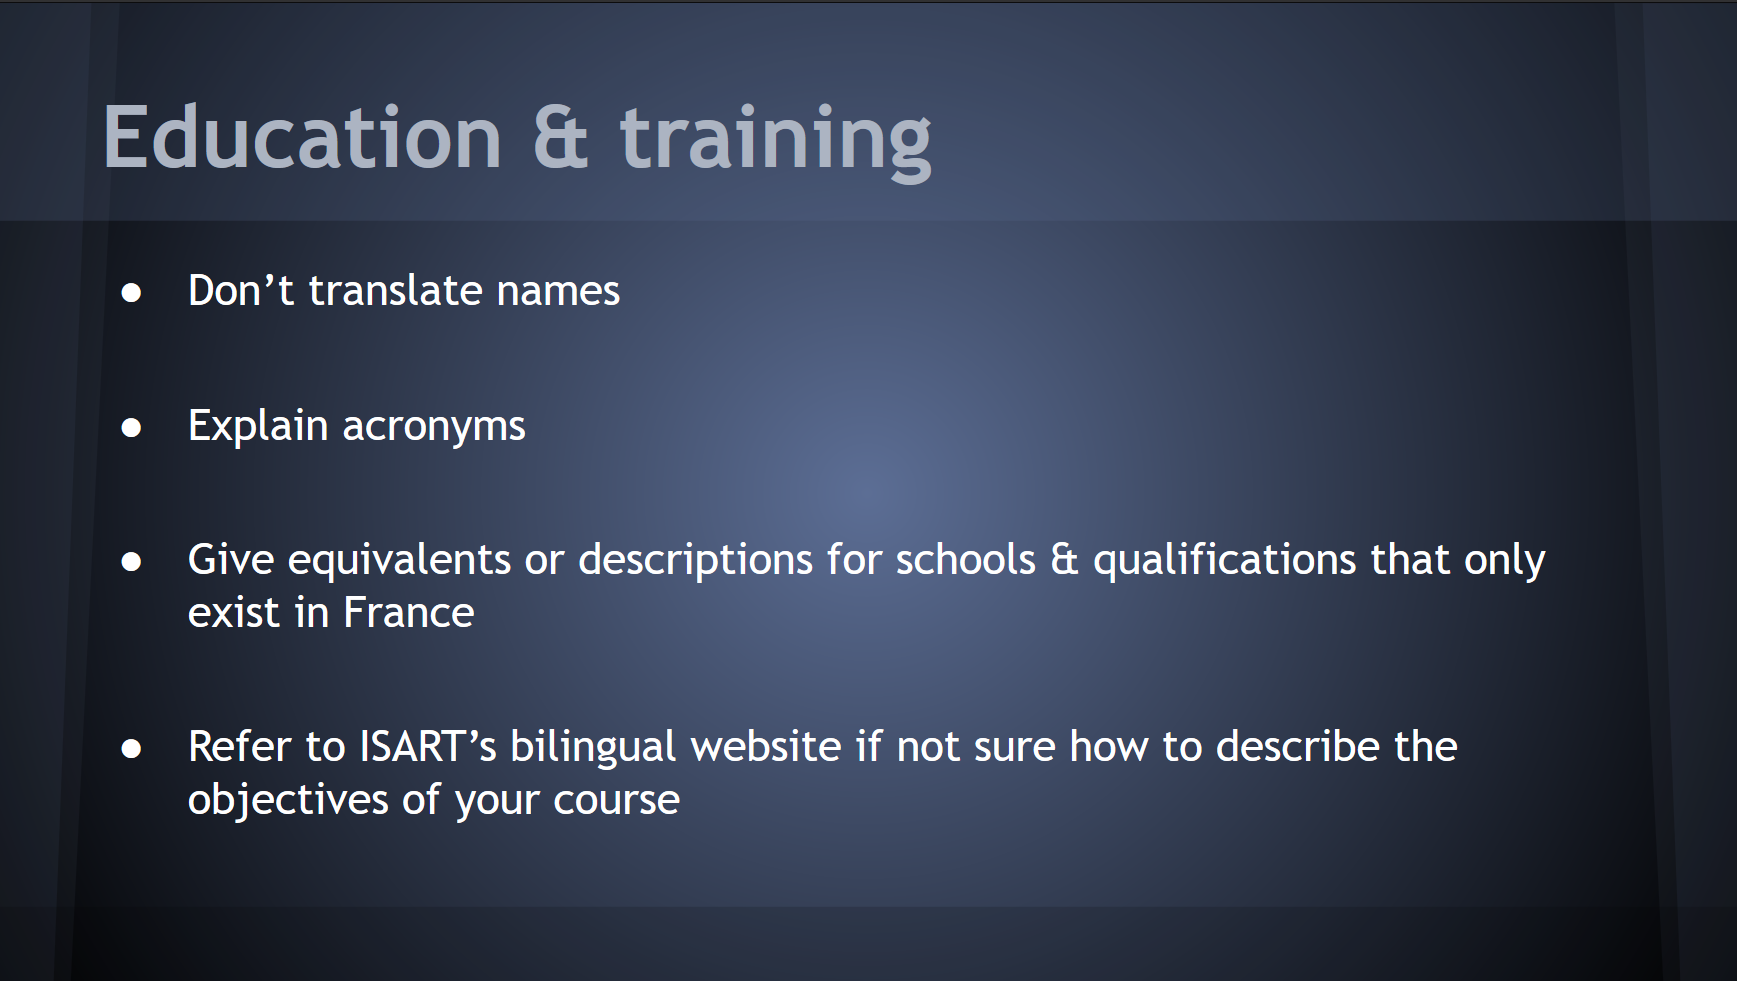 Education & training
● Don’t translate names
● Explain acronyms
● Give equivalents or descriptions for schools & qualifications that only
exist in France
● Refer to ISART’s bilingual website if not sure how to describe the
objectives of your course